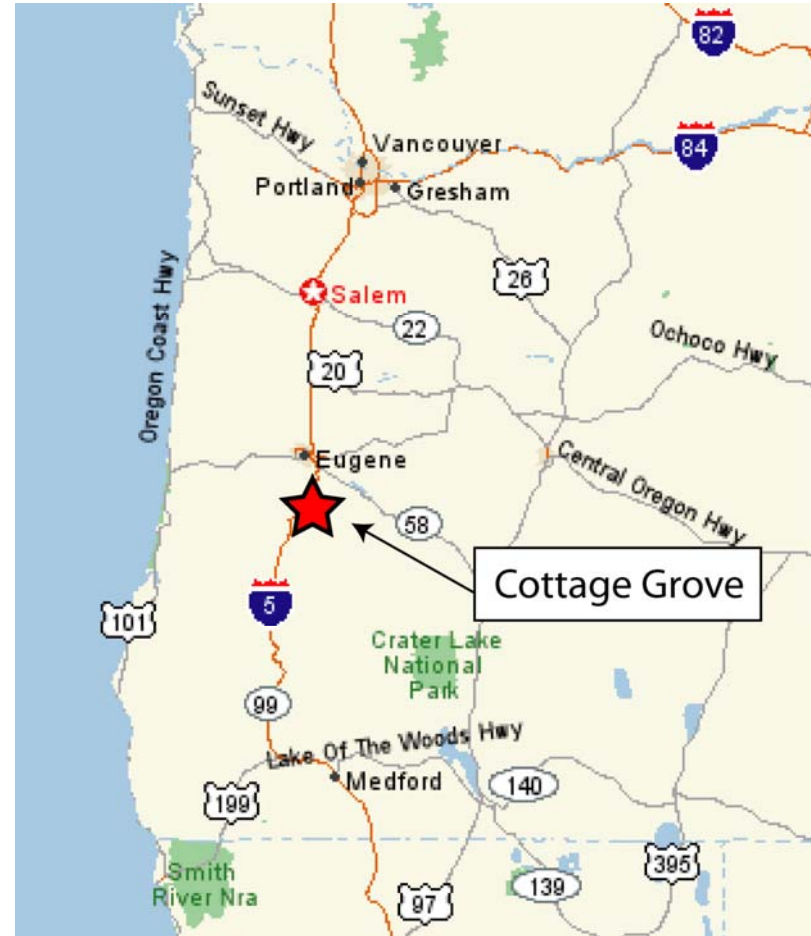 82
Sunset Hwy
Vancouver
84
Portland
Gresham
26
Oregon Coast Hwy
Salem
22
Ochoco Hwy
20
Eugene
Central Oregon Hwy
58
Cottage Grove
5
101
Crater Lake
National
Park
99
Lake Of The Woods Hwy
Medford
140
199
395
Smith
River Nra
139
97